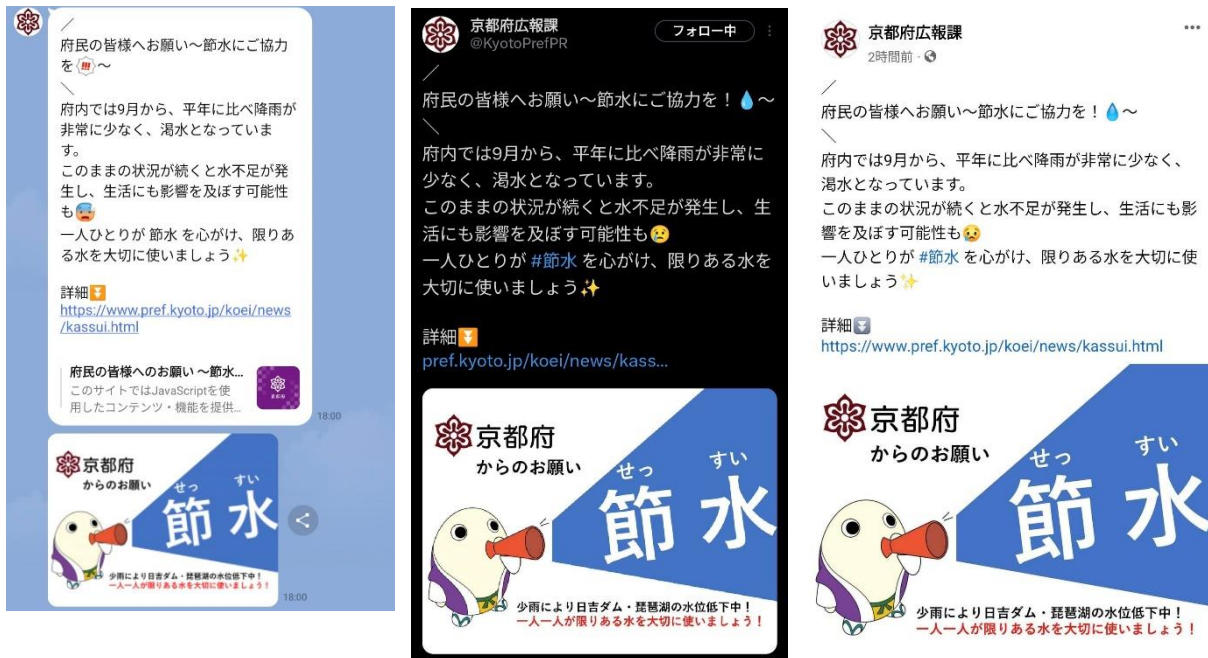 ／
府民の皆様へお願い～節水にご協力
を‼️～
＼
府内では9月から、平年に比べ降雨が
非常に少なく、渇水となっていま
す。
このままの状況が続くと水不足が発
生し、生活にも影響を及ぼす可能性
も😰
一人ひとりが 節水 を心がけ、限りあ
る水を大切に使いましょう✨
詳細⏬
https://www.pref.kyoto.jp/koei/news
/kassui.html
府民の皆様へのお願い ～節水...
このサイトではJavaScriptを使
用したコンテンツ・機能を提供...
京都府
18:00
京都府
からのお願い
せっ すい
節水
少雨により日吉ダム・琵琶湖の水位低下中！
一人一人が限りある水を大切に使いましょう！
18:00
京都府広報課
@KyotoPrefPR
フォロー中
／
府民の皆様へお願い～節水にご協力を！💧～
＼
府内では9月から、平年に比べ降雨が非常に
少なく、渇水となっています。
このままの状況が続くと水不足が発生し、生
活にも影響を及ぼす可能性も😢
一人ひとりが #節水 を心がけ、限りある水を
大切に使いましょう✨
詳細⏬
pref.kyoto.jp/koei/news/kass...
京都府
からのお願い
せっ すい
節水
少雨により日吉ダム・琵琶湖の水位低下中！
一人一人が限りある水を大切に使いましょう！
京都府広報課
2時間前
／
府民の皆様へお願い～節水にご協力を！💧～
＼
府内では9月から、平年に比べ降雨が非常に少なく、
渇水となっています。
このままの状況が続くと水不足が発生し、生活にも影
響を及ぼす可能性も😢
一人ひとりが #節水 を心がけ、限りある水を大切に使
いましょう✨
詳細⏬
https://www.pref.kyoto.jp/koei/news/kassui.html
京都府
からのお願い
せっ すい
節水
少雨により日吉ダム・琵琶湖の水位低下中！
一人一人が限りある水を大切に使いましょう！